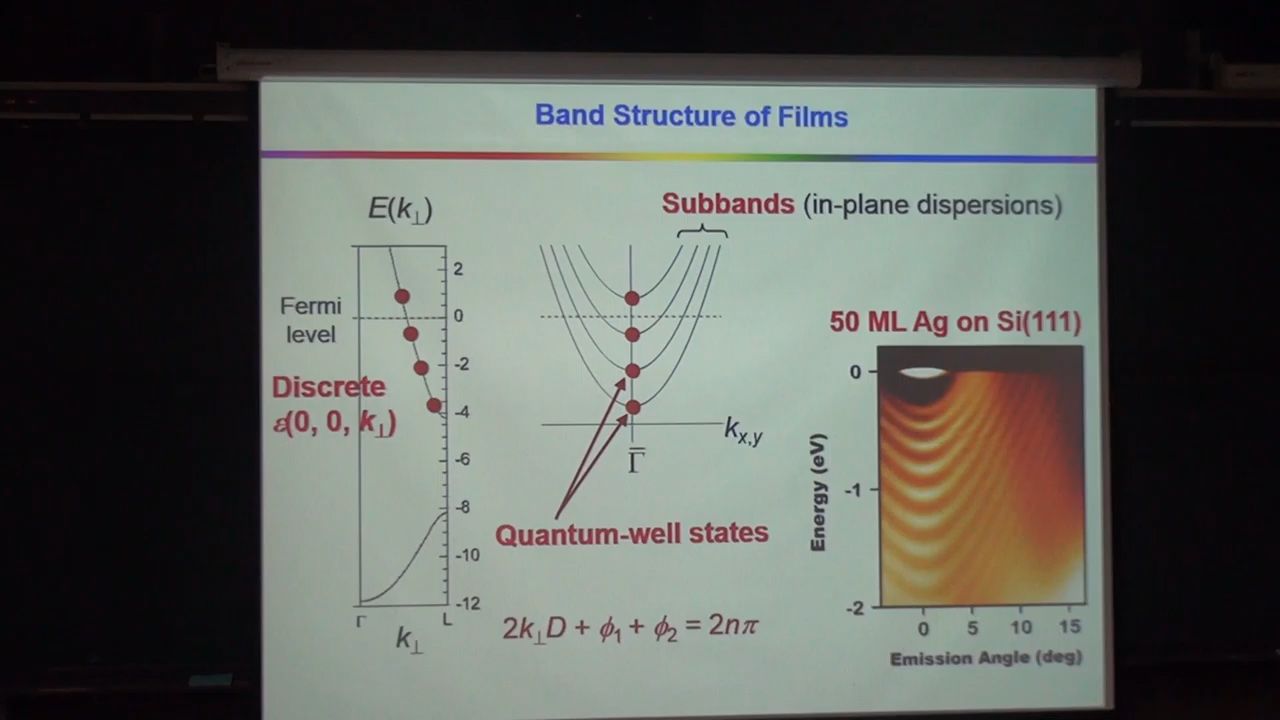 Band Structure of Films
E(k⊥)
Subbands (in-plane dispersions)
2
Fermi
level
0
-2
Discrete
ε(0, 0, k⊥)
-4
-6
-8
-10
-12
Γ
L
k⊥
kx,y
Γ̅
Quantum-well states
2k⊥D + ϕ1 + ϕ2 = 2nπ
50 ML Ag on Si(111)
0
-1
-2
Energy (eV)
0 5 10 15
Emission Angle (deg)